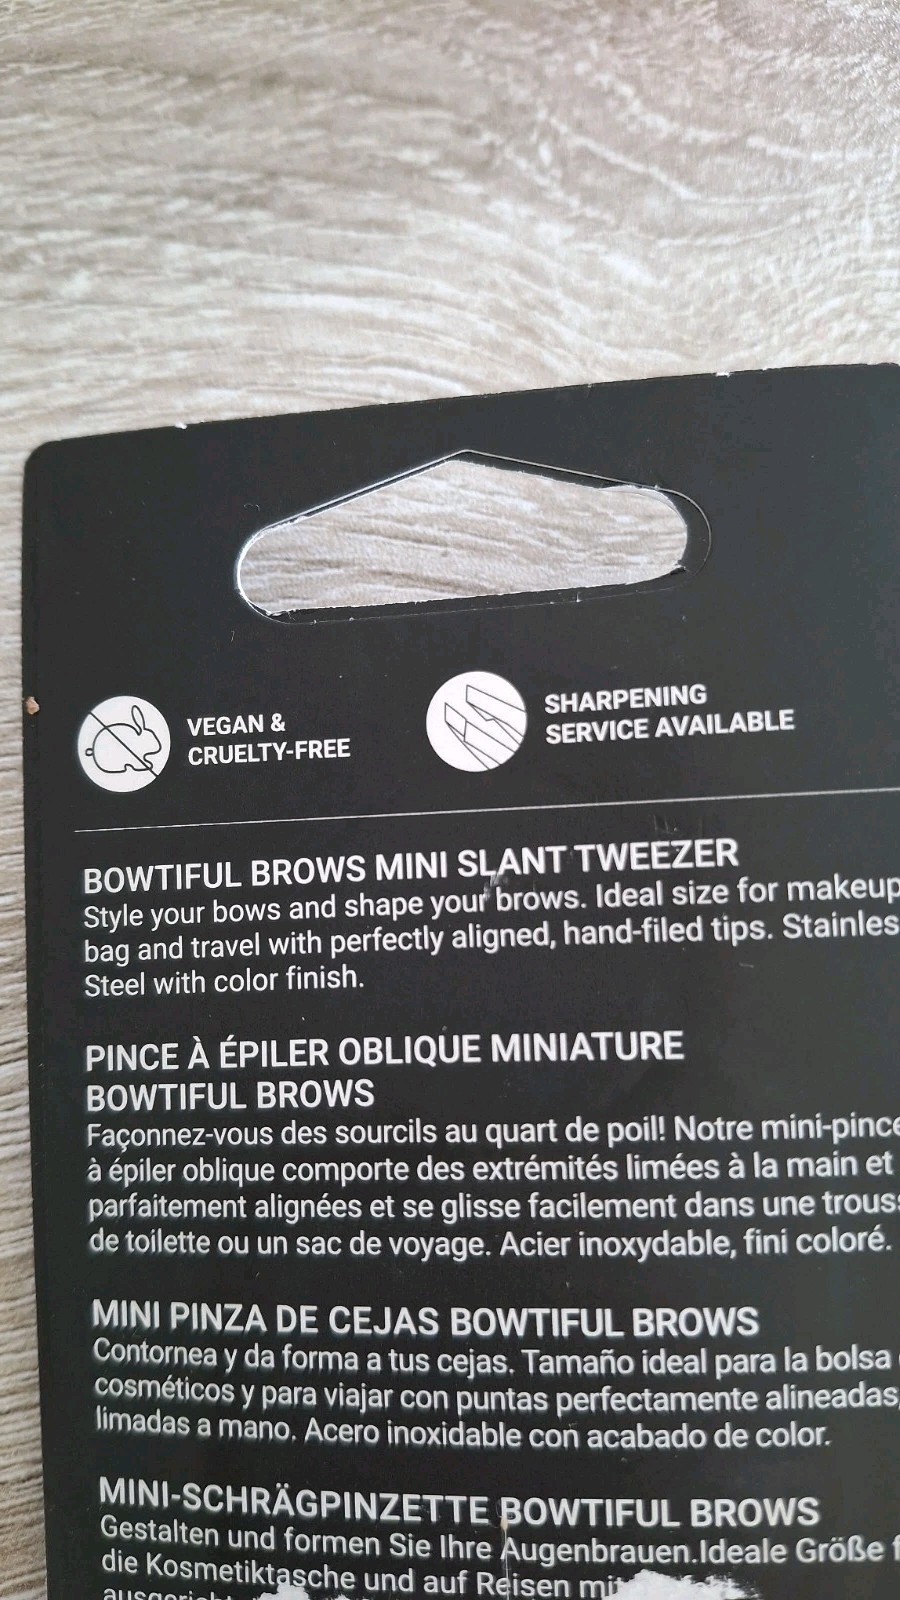 VEGAN &
CRUELTY-FREE
SHARPENING
SERVICE AVAILABLE
BOWTIFUL BROWS MINI SLANT TWEEZER
Style your bows and shape your brows. Ideal size for makeup
bag and travel with perfectly aligned, hand-filed tips. Stainles
Steel with color finish.
PINCE À ÉPILER OBLIQUE MINIATURE
BOWTIFUL BROWS
Façonnez-vous des sourcils au quart de poil! Notre mini-pince
à épiler oblique comporte des extrémités limées à la main et
parfaitement alignées et se glisse facilement dans une trous
de toilette ou un sac de voyage. Acier inoxydable, fini coloré.
MINI PINZA DE CEJAS BOWTIFUL BROWS
Contornea y da forma a tus cejas. Tamaño ideal para la bolsa
cosméticos y para viajar con puntas perfectamente alineadas,
limadas a mano. Acero inoxidable con acabado de color.
MINI-SCHRÄGPINZETTE BOWTIFUL BROWS
Gestalten und formen Sie Ihre Augenbrauen.Ideale Größe f
die Kosmetiktasche und auf Reisen mit